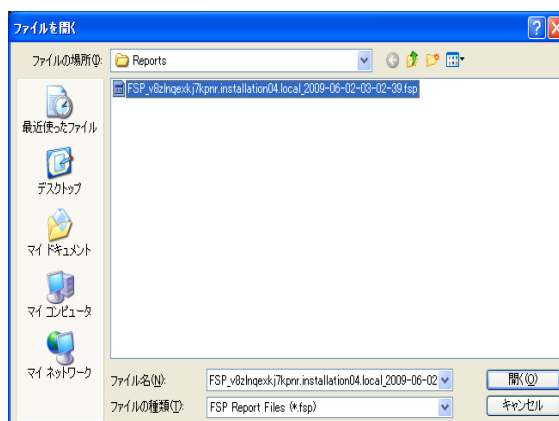 ファイルを開く
ファイルの場所(I):
Reports
FSP_v8zlnqexkj7kpnr.installation04.local_2009-06-02-03-02-39.fsp
最近使ったファイル
デスクトップ
マイ ドキュメント
マイ コンピュータ
マイ ネットワーク
ファイル名(N):
FSP_v8zlnqexkj7kpnr.installation04.local_2009-06-02
開く(O)
ファイルの種類(T):
FSP Report Files (*.fsp)
キャンセル